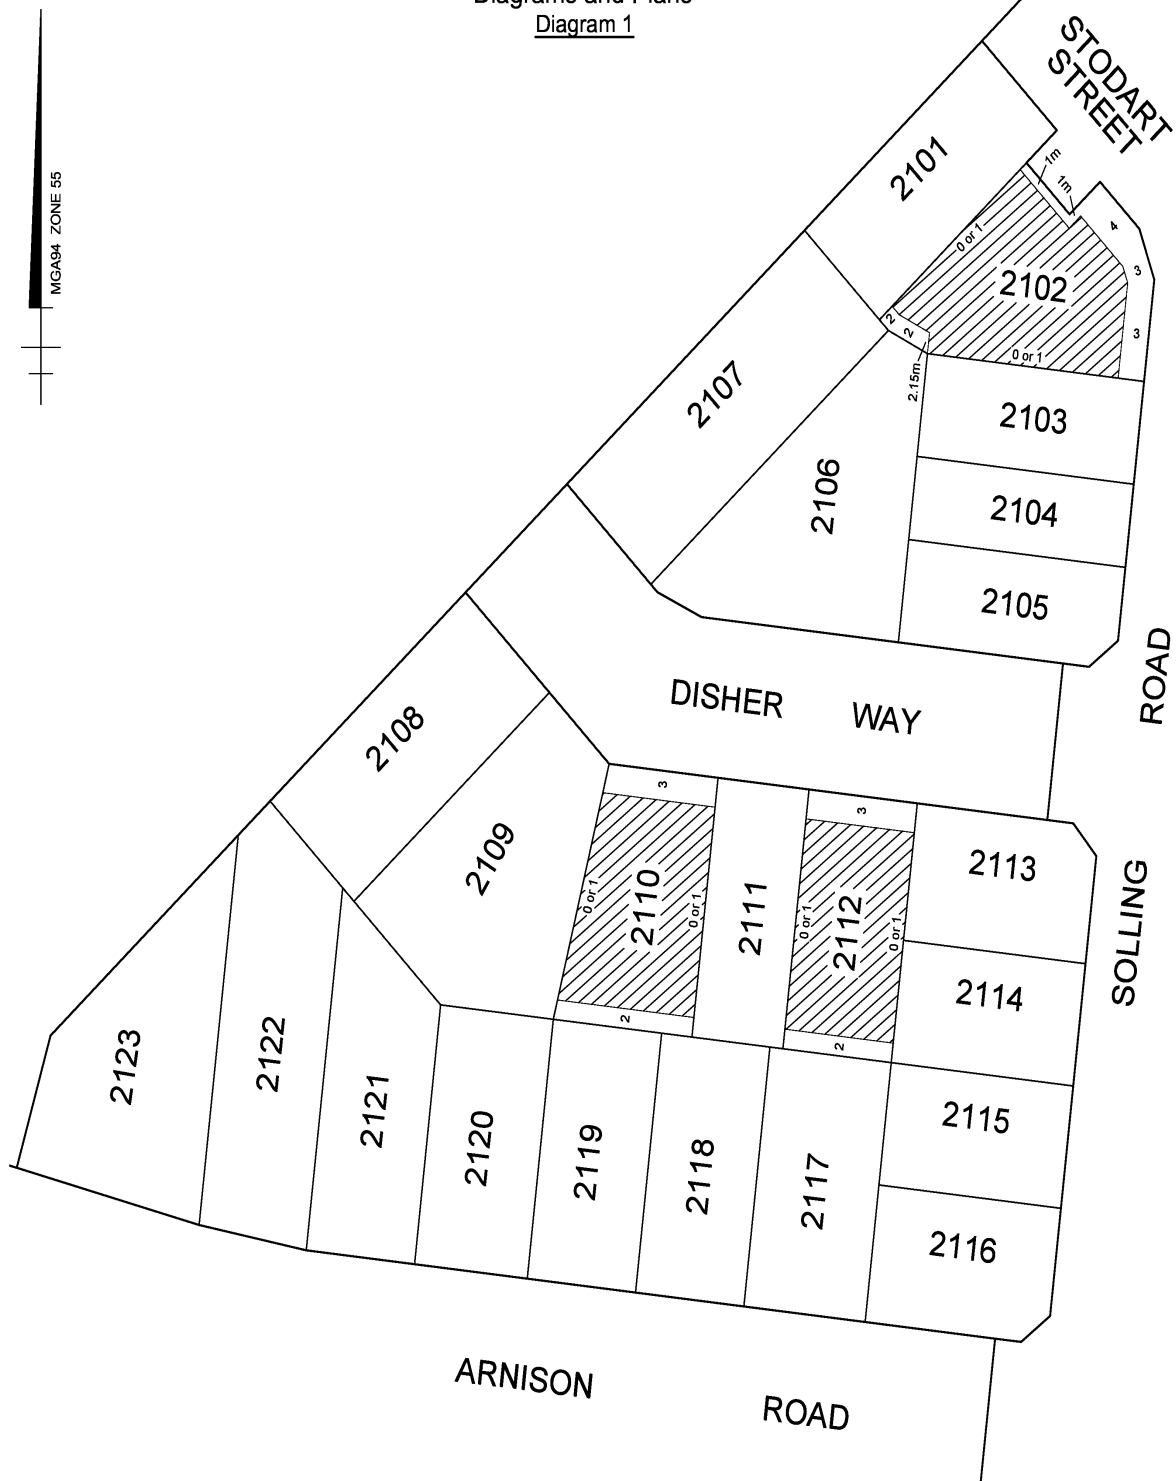 Diagrams and Plans
Diagram 1
MGA94 ZONE 55
STODART
STREET
2101
1m
1m
4
0 or 1
3
2102
2
2
3
0 or 1
2.15m
2107
2103
2106
2104
2105
ROAD
DISHER WAY
2108
3
3
2109
2113
0 or 1
2110
0 or 1
2111
0 or 1
2112
0 or 1
SOLLING
2114
2
2
2123
2122
2121
2120
2119
2118
2117
2115
2116
ARNISON ROAD